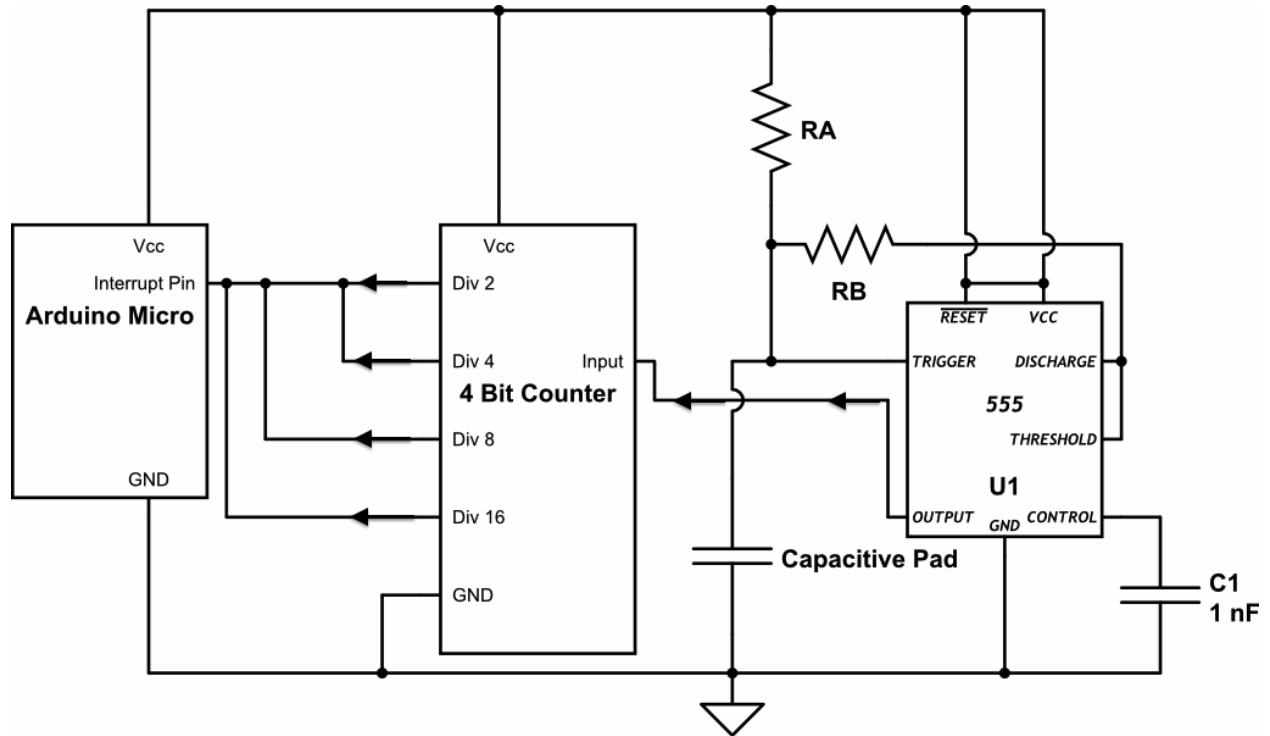 RA
RB
Vcc
Interrupt Pin
Arduino Micro
GND
Vcc
Div 2
Div 4
Input
4 Bit Counter
Div 8
Div 16
GND
RESET
VCC
TRIGGER
DISCHARGE
555
THRESHOLD
U1
OUTPUT
GND
CONTROL
Capacitive Pad
C1
1 nF